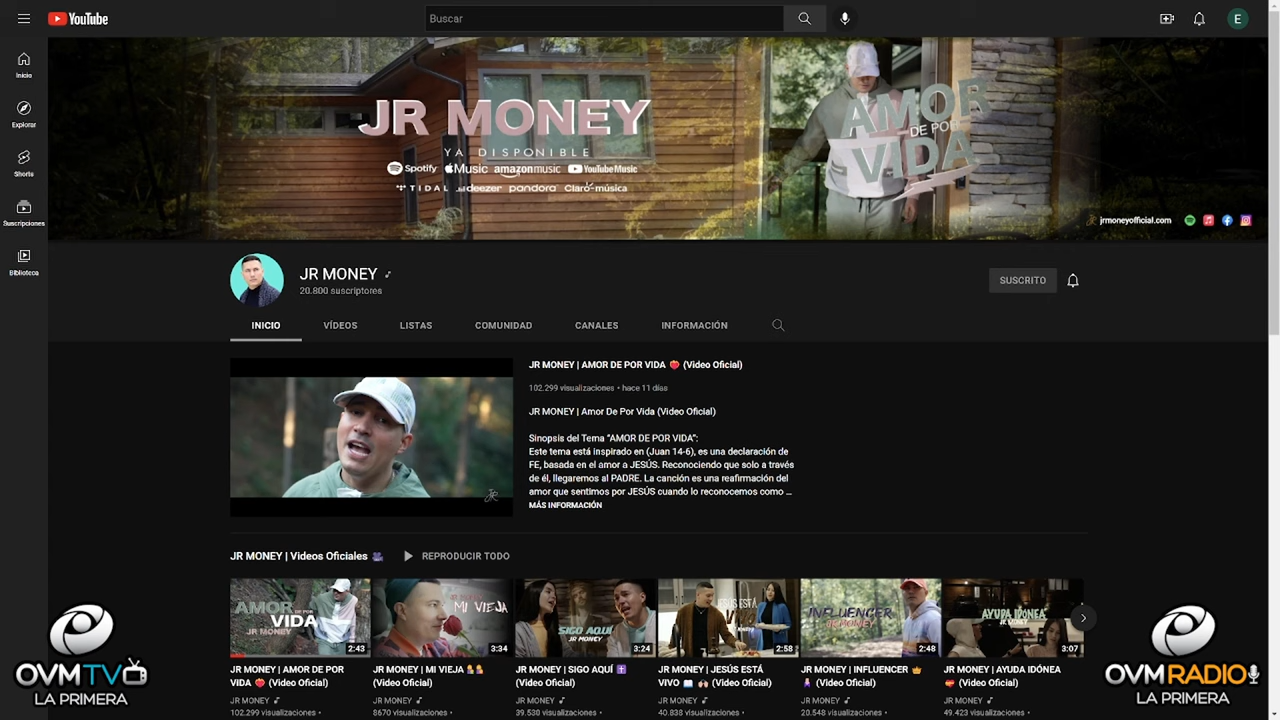 YouTube
Buscar
E
Inicio
Explorar
Shorts
Suscripciones
Biblioteca
JR MONEY
YA DISPONIBLE
Spotify Music amazon music YouTube Music
TIDAL deezer pandora Claro música
AMOR
DE POR
VIDA
jrmoneyofficial.com
JR MONEY
20.800 suscriptores
SUSCRITO
INICIO VÍDEOS LISTAS COMUNIDAD CANALES INFORMACIÓN
JR MONEY | AMOR DE POR VIDA ❤️‍🔥 (Video Oficial)
102.299 visualizaciones • hace 11 días
JR MONEY | Amor De Por Vida (Video Oficial)
Sinopsis del Tema "AMOR DE POR VIDA":
Este tema está inspirado en (Juan 14-6), es una declaración de
FE, basada en el amor a JESÚS. Reconociendo que solo a través
de él, llegaremos al PADRE. La canción es una reafirmación del
amor que sentimos por JESÚS cuando lo reconocemos como ...
MÁS INFORMACIÓN
JR MONEY | Videos Oficiales 🎥 REPRODUCIR TODO
AMOR DE POR
VIDA
JR MONEY
2:43
JR MONEY
MI VIEJA
3:34
SIGO AQUÍ
JR MONEY
3:24
JESÚS ESTÁ
2:58
INFLUENCER
JR MONEY
2:48
AYUDA IDÓNEA
JR MONEY
3:07
JR MONEY | AMOR DE POR
VIDA ❤️‍🔥 (Video Oficial)
JR MONEY
102.299 visualizaciones •
JR MONEY | MI VIEJA
(Video Oficial)
JR MONEY
8670 visualizaciones •
JR MONEY | SIGO AQUÍ ✝️
(Video Oficial)
JR MONEY
39.530 visualizaciones •
JR MONEY | JESÚS ESTÁ
VIVO (Video Oficial)
JR MONEY
40.838 visualizaciones •
JR MONEY | INFLUENCER 👑
(Video Oficial)
JR MONEY
20.548 visualizaciones •
JR MONEY | AYUDA IDÓNEA
(Video Oficial)
JR MONEY
49.423 visualizaciones •
OVMTV
LA PRIMERA
OVMRADIO
LA PRIMERA